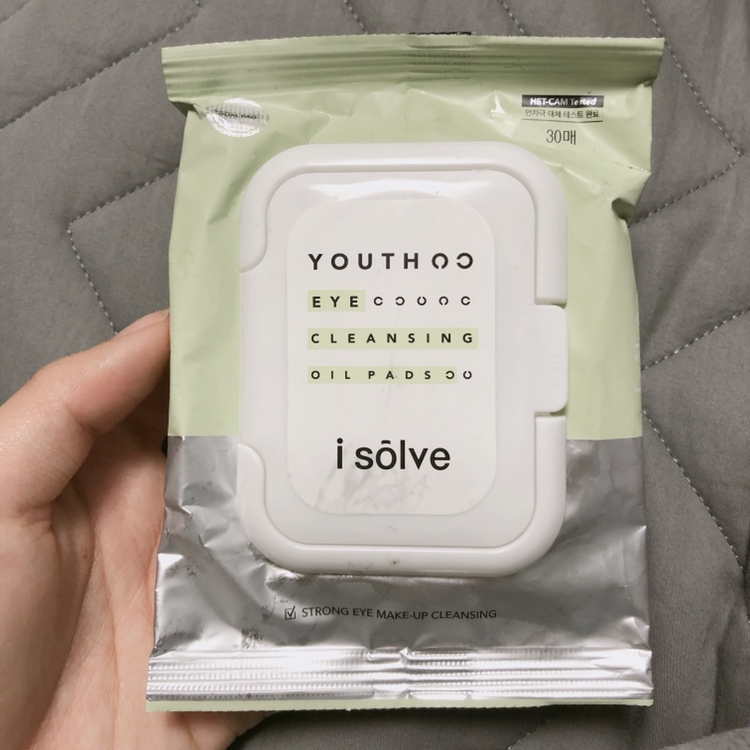 HET-CAM Tested
안자극 대체 테스트 완료
30매
YOUTH
EYE
CLEANSING
OIL PADS
i sōlve
STRONG EYE MAKE-UP CLEANSING